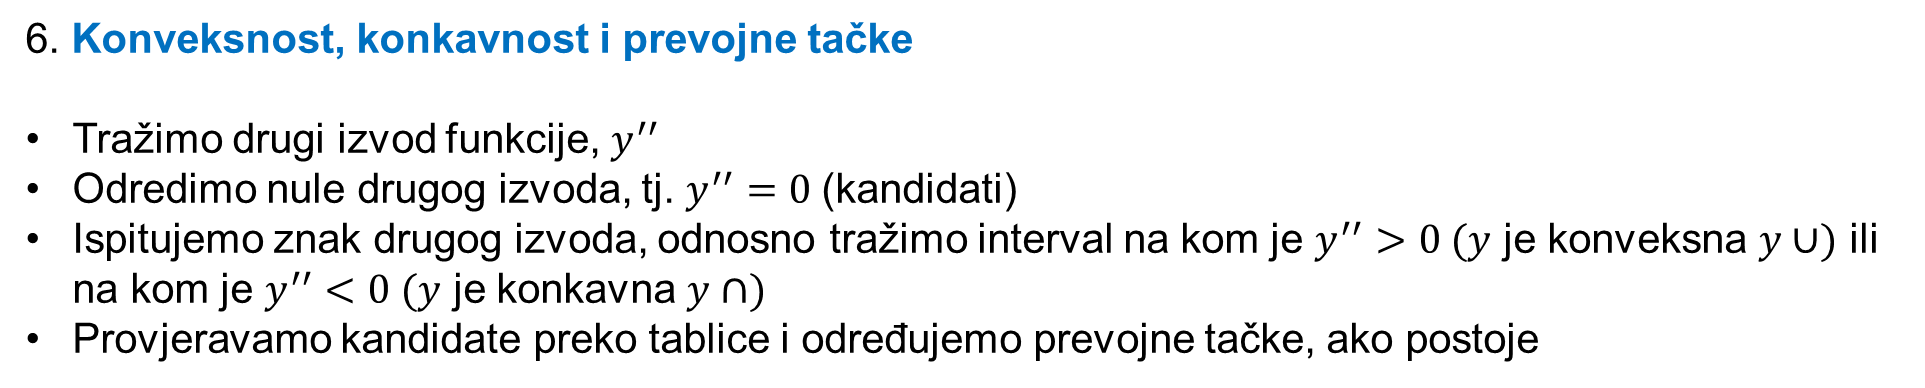 6. Konveksnost, konkavnost i prevojne tačke
• Tražimo drugi izvod funkcije, y′′
• Odredimo nule drugog izvoda, tj. y′′ = 0 (kandidati)
• Ispitujemo znak drugog izvoda, odnosno tražimo interval na kom je y′′ > 0 (y je konveksna y ∪) ili
na kom je y′′ < 0 (y je konkavna y ∩)
• Provjeravamo kandidate preko tablice i određujemo prevojne tačke, ako postoje